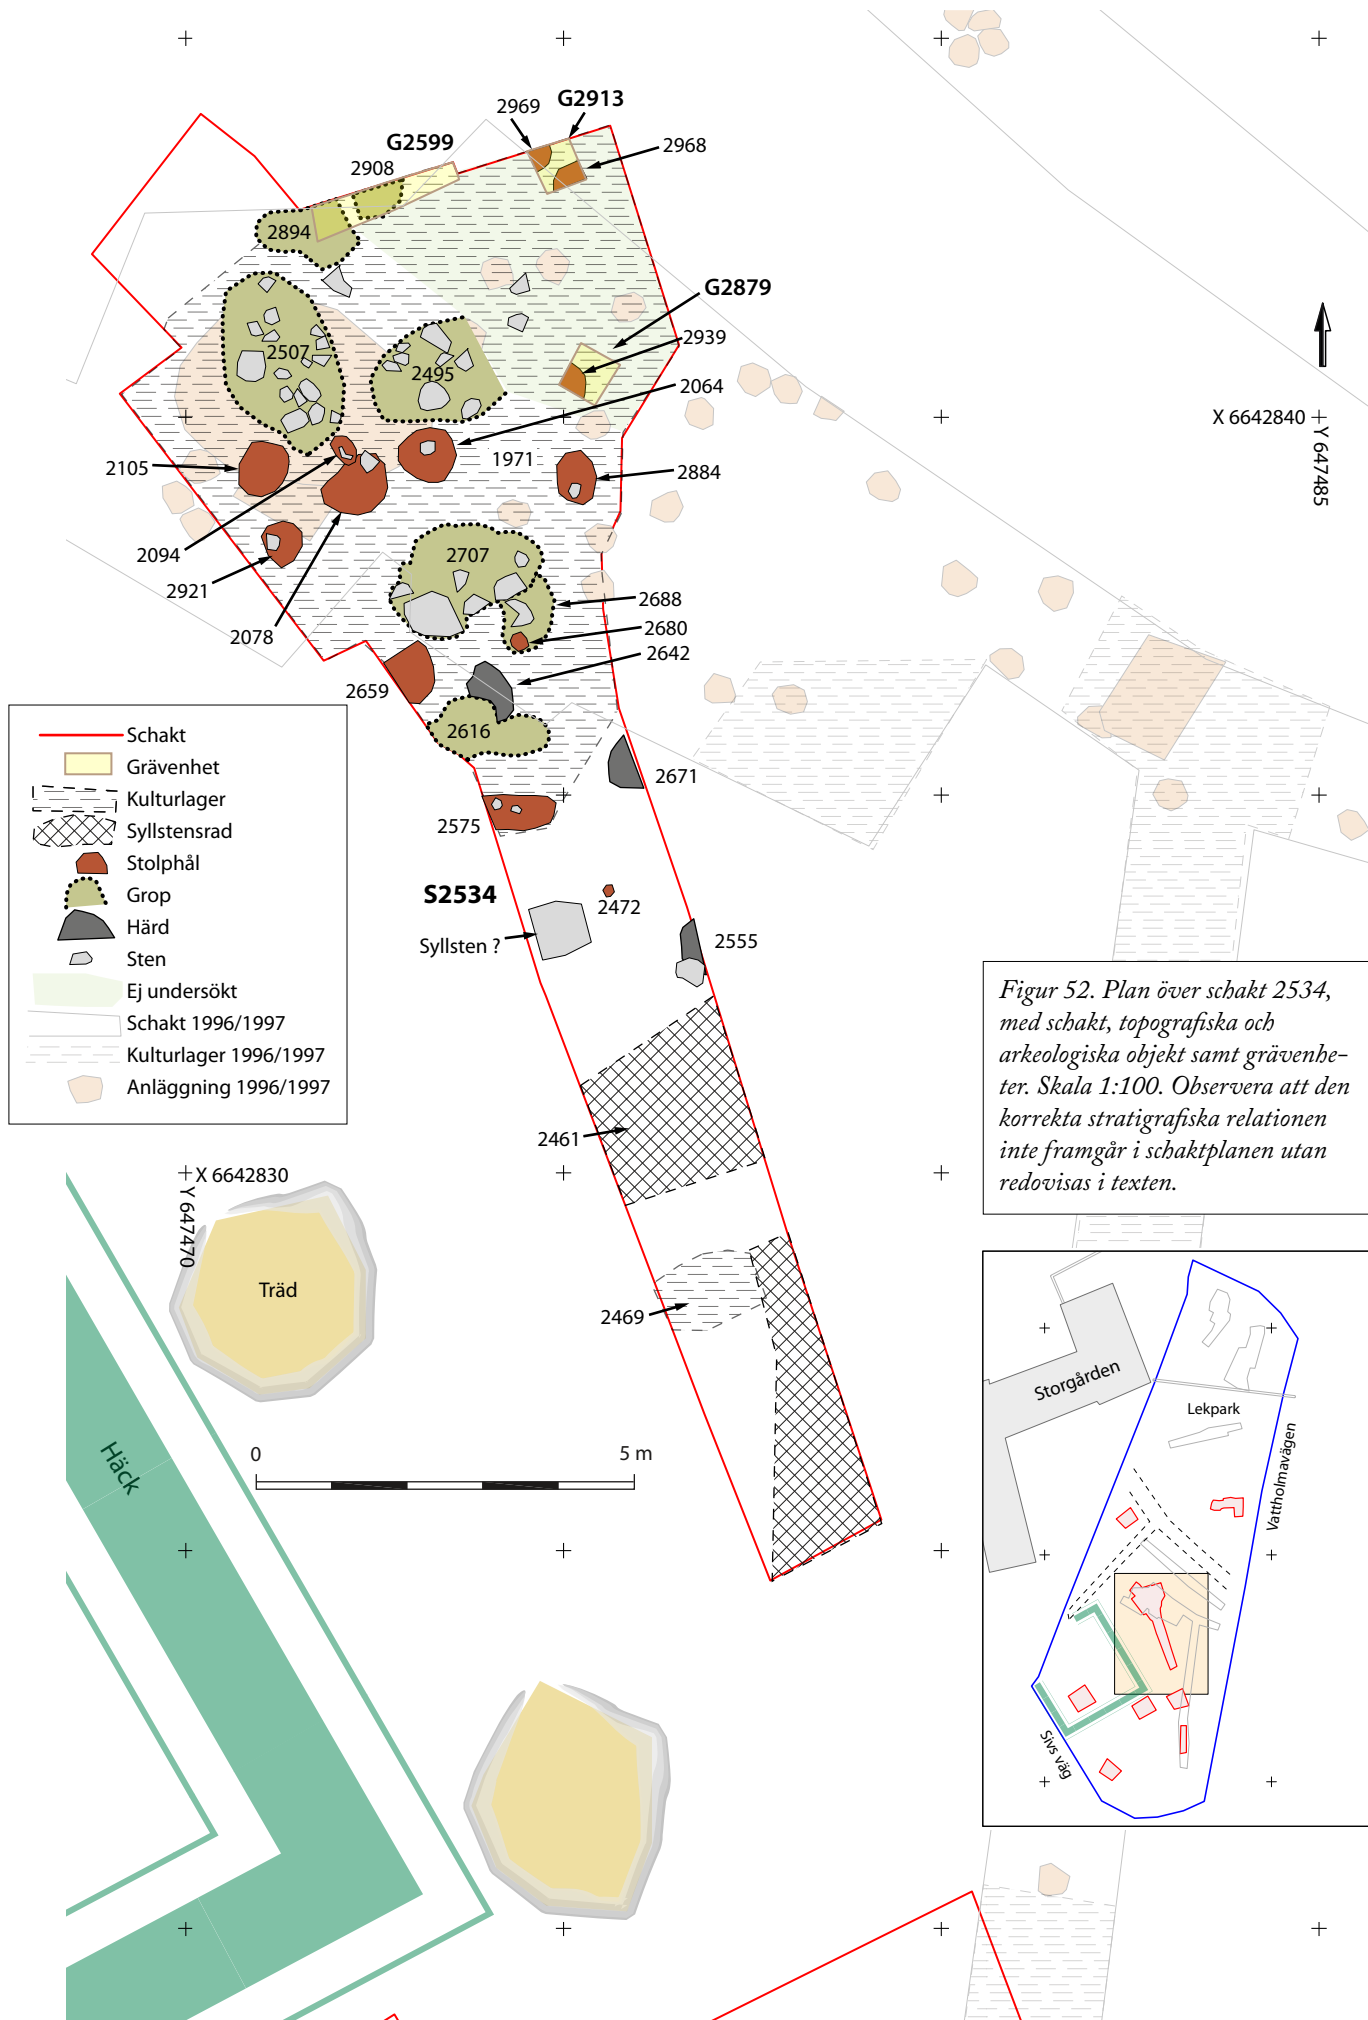 2969
G2913
G2599
2908
2968
2894
G2879
2939
2507
2495
2064
X 6642840
Y 647485
2105
1971
2884
2094
2921
2707
2078
2688
2680
2642
2659
2616
2671
2575
S2534
2472
Syllsten ?
2555
Schakt
Grävenhet
Kulturlager
Syllstensrad
Stolphål
Grop
Härd
Sten
Ej undersökt
Schakt 1996/1997
Kulturlager 1996/1997
Anläggning 1996/1997
Figur 52. Plan över schakt 2534,
med schakt, topografiska och
arkeologiska objekt samt grävenhe-
ter. Skala 1:100. Observera att den
korrekta stratigrafiska relationen
inte framgår i schaktplanen utan
redovisas i texten.
2461
X 6642830
Y 647470
Träd
2469
0
5 m
Häck
Storgården
Lekpark
Vattholmavägen
Sivs väg